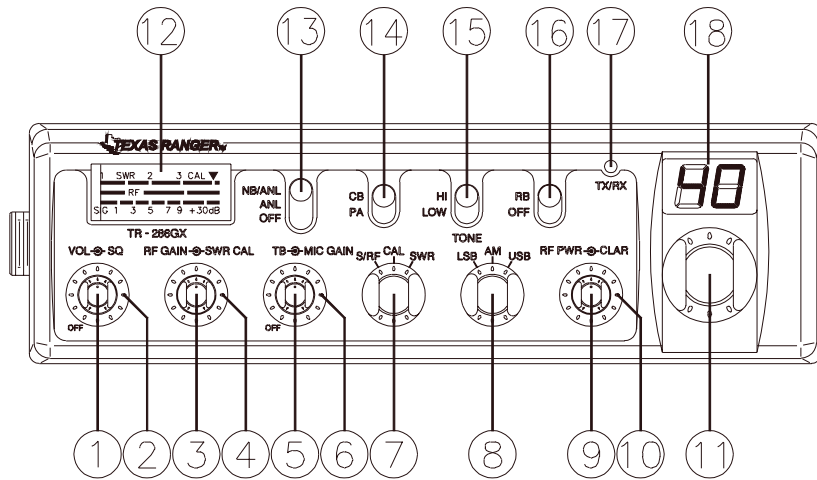 12 13 14 15 16 17 18
TEXAS RANGER
1 SWR 2 3 CAL
RF
SIG 1 3 5 7 9 +30dB
TR-286GX
NB/ANL
ANL
OFF
CB
PA
HI
LOW
TONE
RB
OFF
TX/RX
40
VOL SQ
OFF
RF GAIN SWR CAL
TB MIC GAIN
OFF
S/RF CAL SWR
LSB AM USB
RF PWR CLAR
1 2 3 4 5 6 7 8 9 10 11